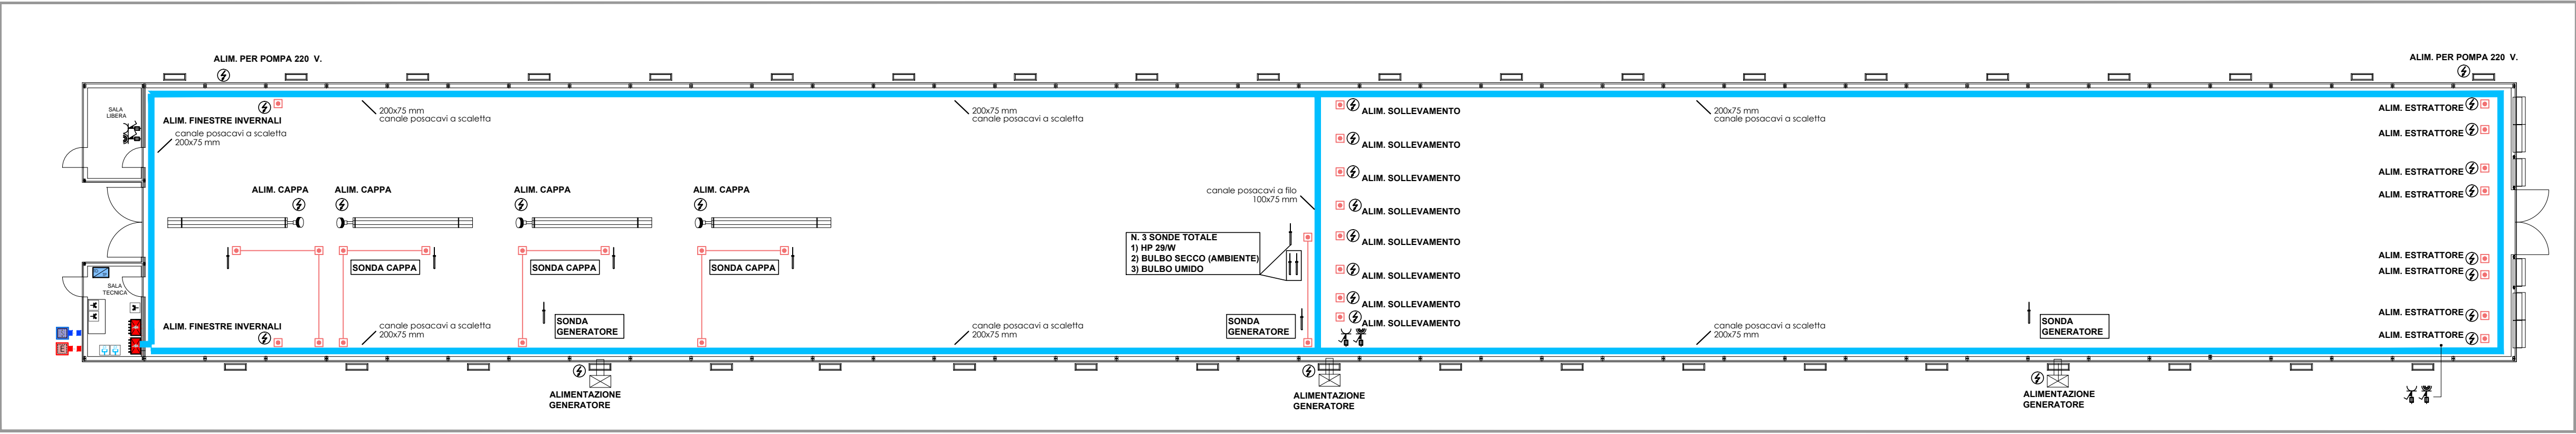 ALIM. PER POMPA 220 V.
ALIM. PER POMPA 220 V.
SALA
LIBERA
ALIM. FINESTRE INVERNALI
canale posacavi a scaletta
200x75 mm
200x75 mm
canale posacavi a scaletta
200x75 mm
canale posacavi a scaletta
200x75 mm
canale posacavi a scaletta
ALIM. CAPPA
ALIM. CAPPA
ALIM. CAPPA
ALIM. CAPPA
SONDA CAPPA
SONDA CAPPA
SONDA CAPPA
canale posacavi a filo
100x75 mm
N. 3 SONDE TOTALE
1) HP 29/W
2) BULBO SECCO (AMBIENTE)
3) BULBO UMIDO
ALIM. SOLLEVAMENTO
ALIM. SOLLEVAMENTO
ALIM. SOLLEVAMENTO
ALIM. SOLLEVAMENTO
ALIM. SOLLEVAMENTO
ALIM. SOLLEVAMENTO
ALIM. SOLLEVAMENTO
ALIM. SOLLEVAMENTO
ALIM. ESTRATTORE
ALIM. ESTRATTORE
ALIM. ESTRATTORE
ALIM. ESTRATTORE
ALIM. ESTRATTORE
ALIM. ESTRATTORE
ALIM. ESTRATTORE
ALIM. ESTRATTORE
SALA
TECNICA
ALIM. FINESTRE INVERNALI
canale posacavi a scaletta
200x75 mm
SONDA
GENERATORE
canale posacavi a scaletta
200x75 mm
SONDA
GENERATORE
canale posacavi a scaletta
200x75 mm
SONDA
GENERATORE
ALIMENTAZIONE
GENERATORE
ALIMENTAZIONE
GENERATORE
ALIMENTAZIONE
GENERATORE